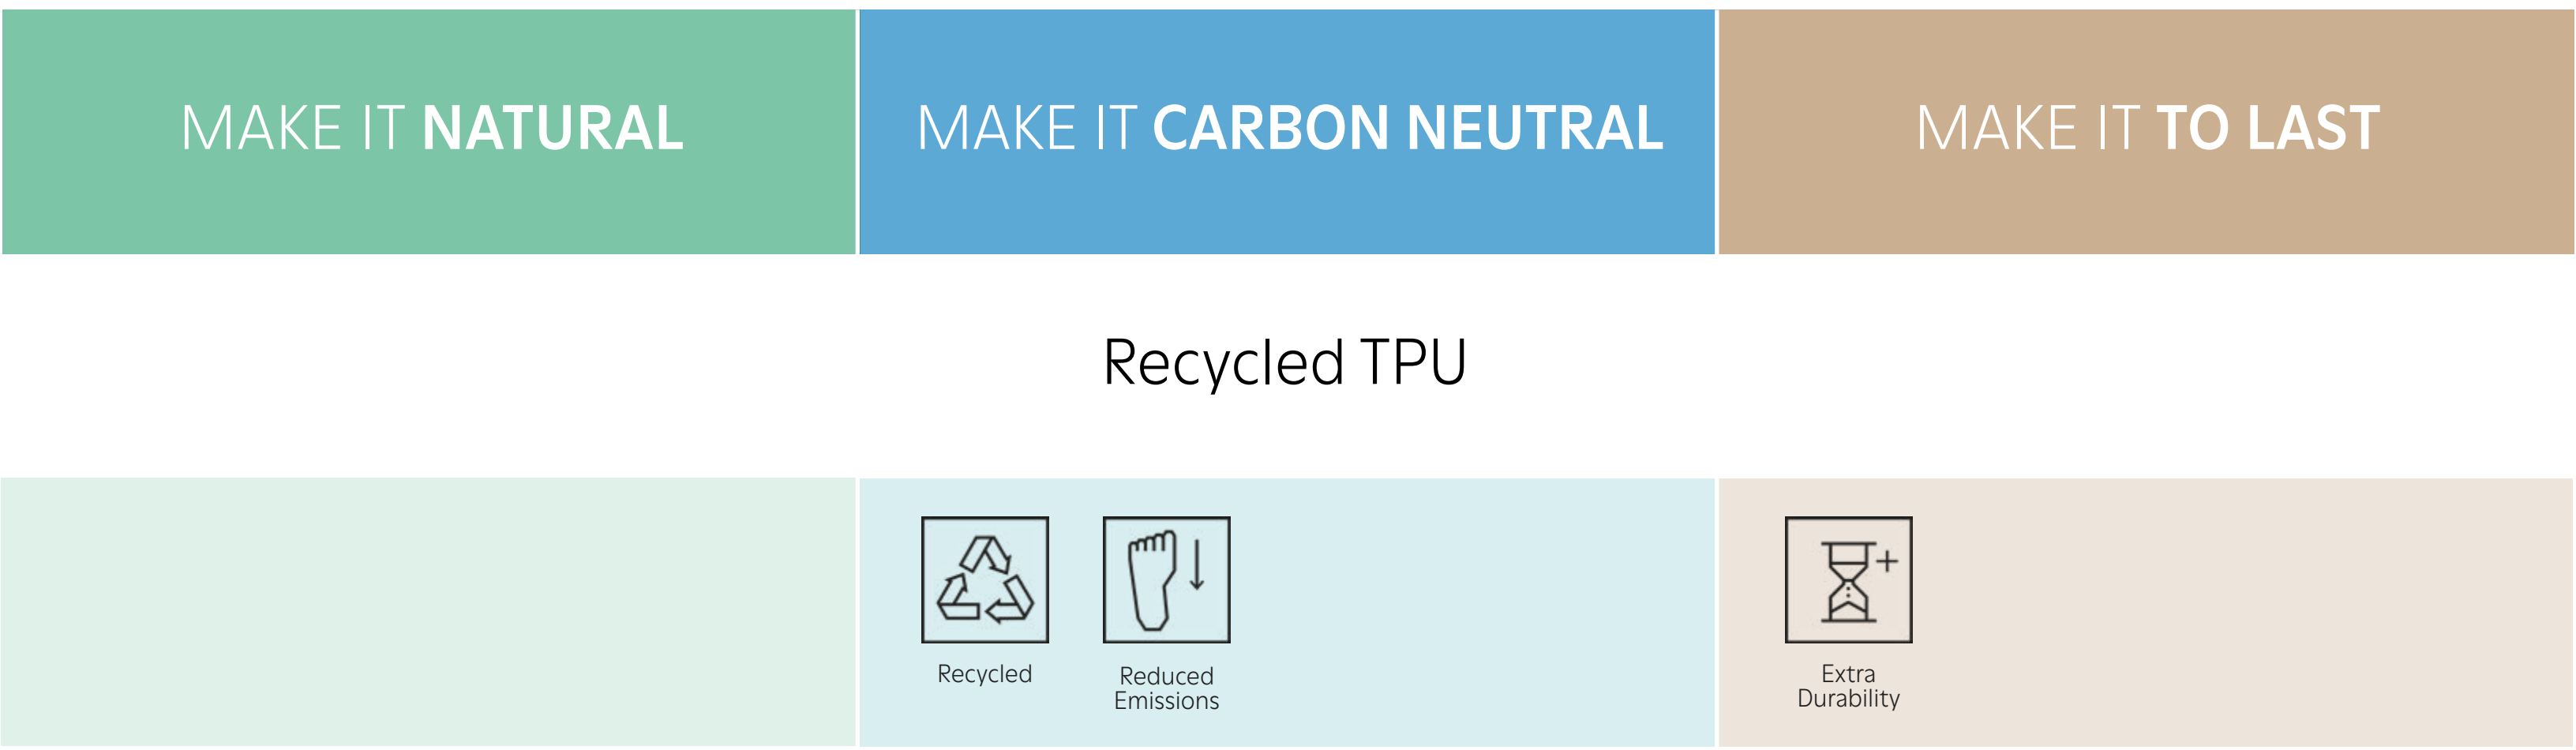 MAKE IT NATURAL
MAKE IT CARBON NEUTRAL
MAKE IT TO LAST
Recycled TPU
Recycled
Reduced
Emissions
Extra
Durability